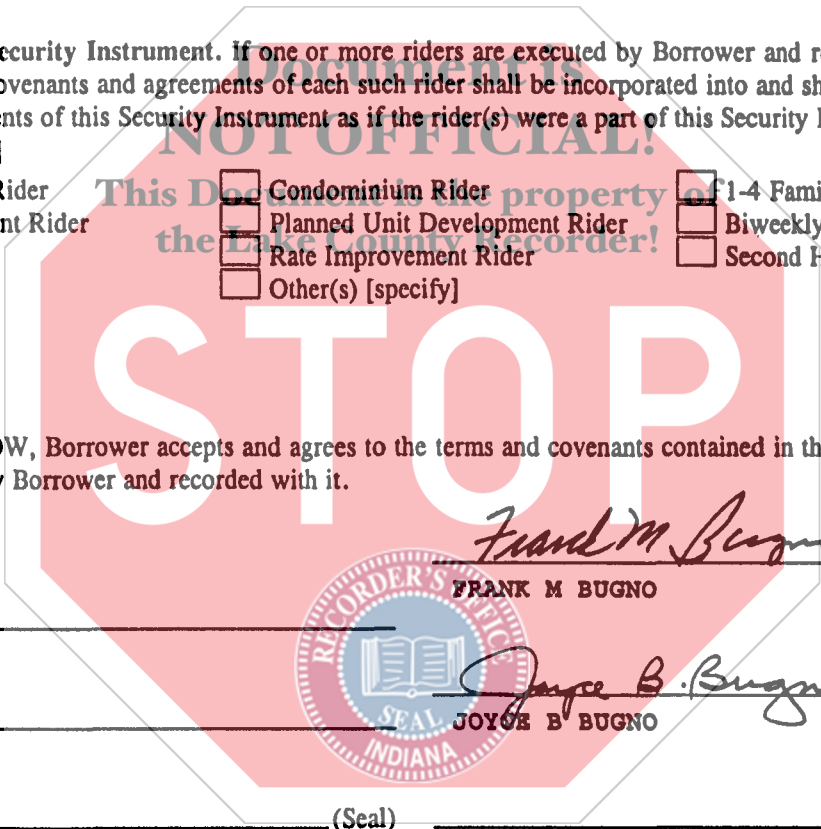 ecurity Instrument. If one or more riders are executed by Borrower and r
ovenants and agreements of each such rider shall be incorporated into and sh
nts of this Security Instrument as if the rider(s) were a part of this Security I
]
Rider
Condominium Rider
1-4 Fami
nt Rider
Planned Unit Development Rider
Biweekly
Rate Improvement Rider
Second H
Other(s) [specify]
Document is
NOT OFFICIAL!
This Document is the property of
the Lake County Recorder!
STOP
OW, Borrower accepts and agrees to the terms and covenants contained in th
y Borrower and recorded with it.
Frank M Bugn
FRANK M BUGNO
Joyce B. Bugn
JOYCE B BUGNO
RECORDER'S OFFICE
SEAL
INDIANA
(Seal)